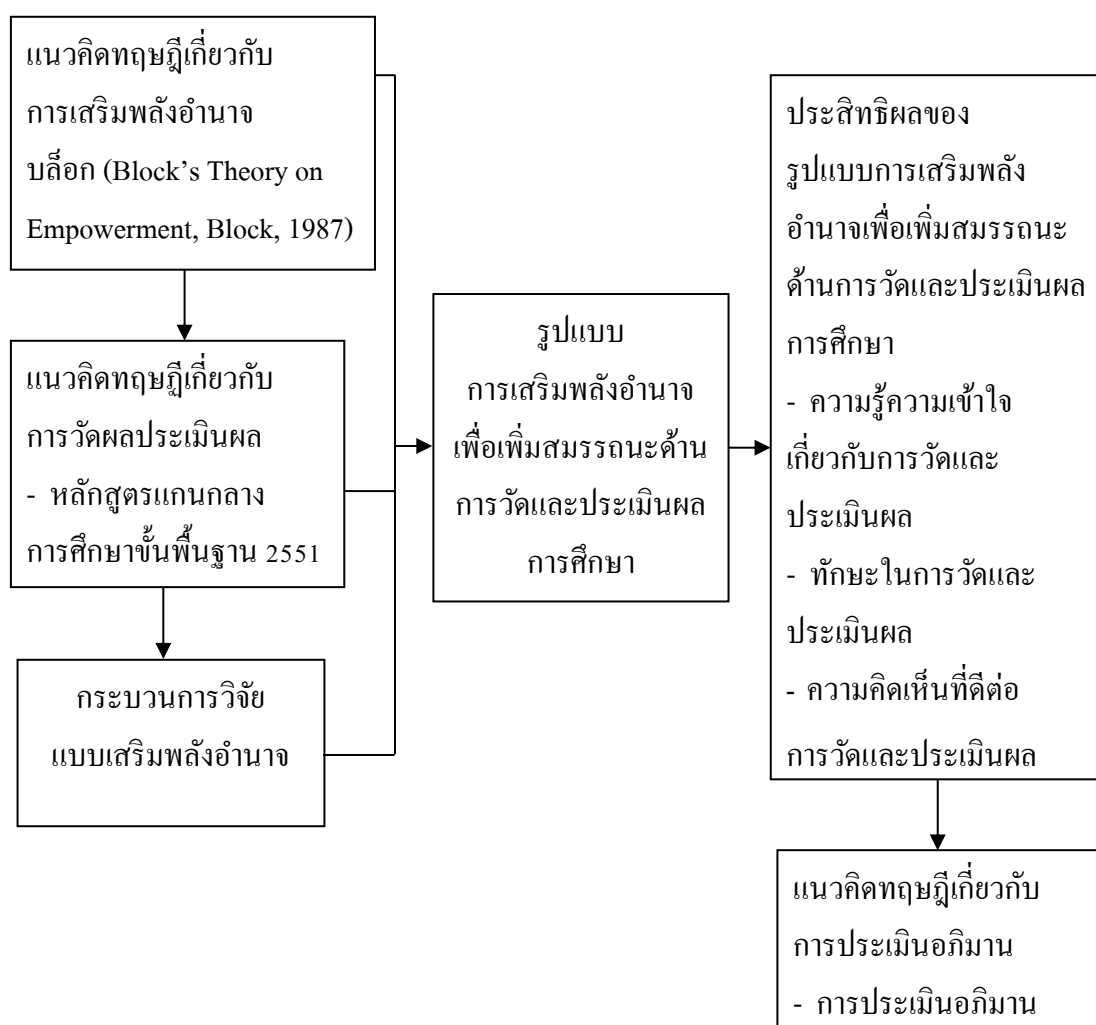 แนวคิดทฤษฎีเกี่ยวกับ
การเสริมพลังอำนาจ
บล็อก (Block’s Theory on
Empowerment, Block, 1987)
แนวคิดทฤษฎีเกี่ยวกับ
การวัดผลประเมินผล
- หลักสูตรแกนกลาง
การศึกษาขั้นพื้นฐาน 2551
กระบวนการวิจัย
แบบเสริมพลังอำนาจ
รูปแบบ
การเสริมพลังอำนาจ
เพื่อเพิ่มสมรรถนะด้าน
การวัดและประเมินผล
การศึกษา
ประสิทธิผลของ
รูปแบบการเสริมพลัง
อำนาจเพื่อเพิ่มสมรรถนะ
ด้านการวัดและประเมินผล
การศึกษา
- ความรู้ความเข้าใจ
เกี่ยวกับการวัดและ
ประเมินผล
- ทักษะในการวัดและ
ประเมินผล
- ความคิดเห็นที่ดีต่อ
การวัดและประเมินผล
แนวคิดทฤษฎีเกี่ยวกับ
การประเมินอภิมาน
- การประเมินอภิมาน